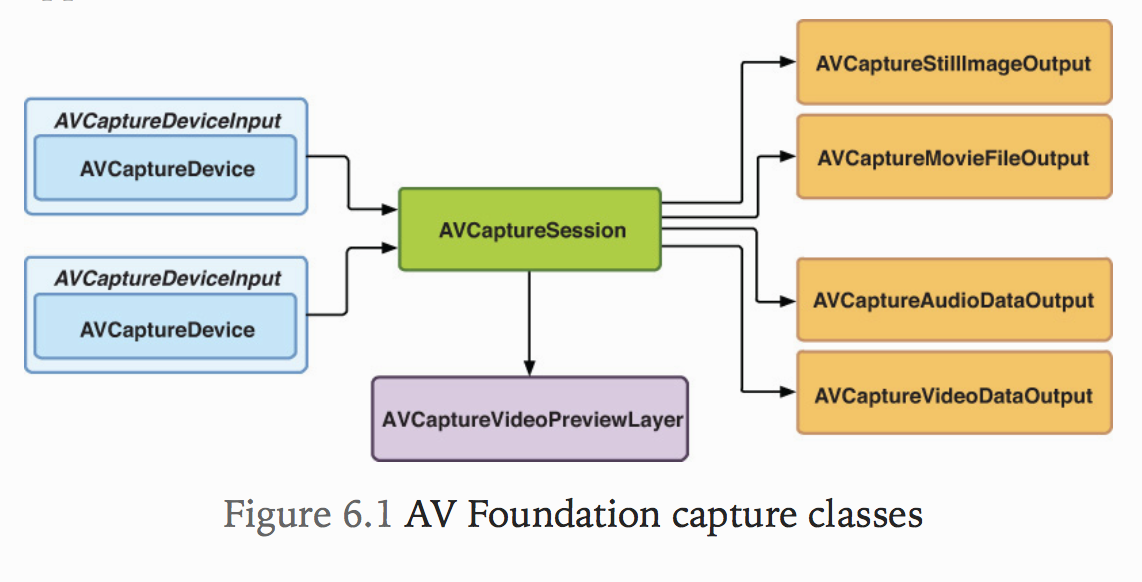 AVCaptureDeviceInput
AVCaptureDevice
AVCaptureDeviceInput
AVCaptureDevice
AVCaptureSession
AVCaptureVideoPreviewLayer
AVCaptureStillImageOutput
AVCaptureMovieFileOutput
AVCaptureAudioDataOutput
AVCaptureVideoDataOutput
Figure 6.1 AV Foundation capture classes